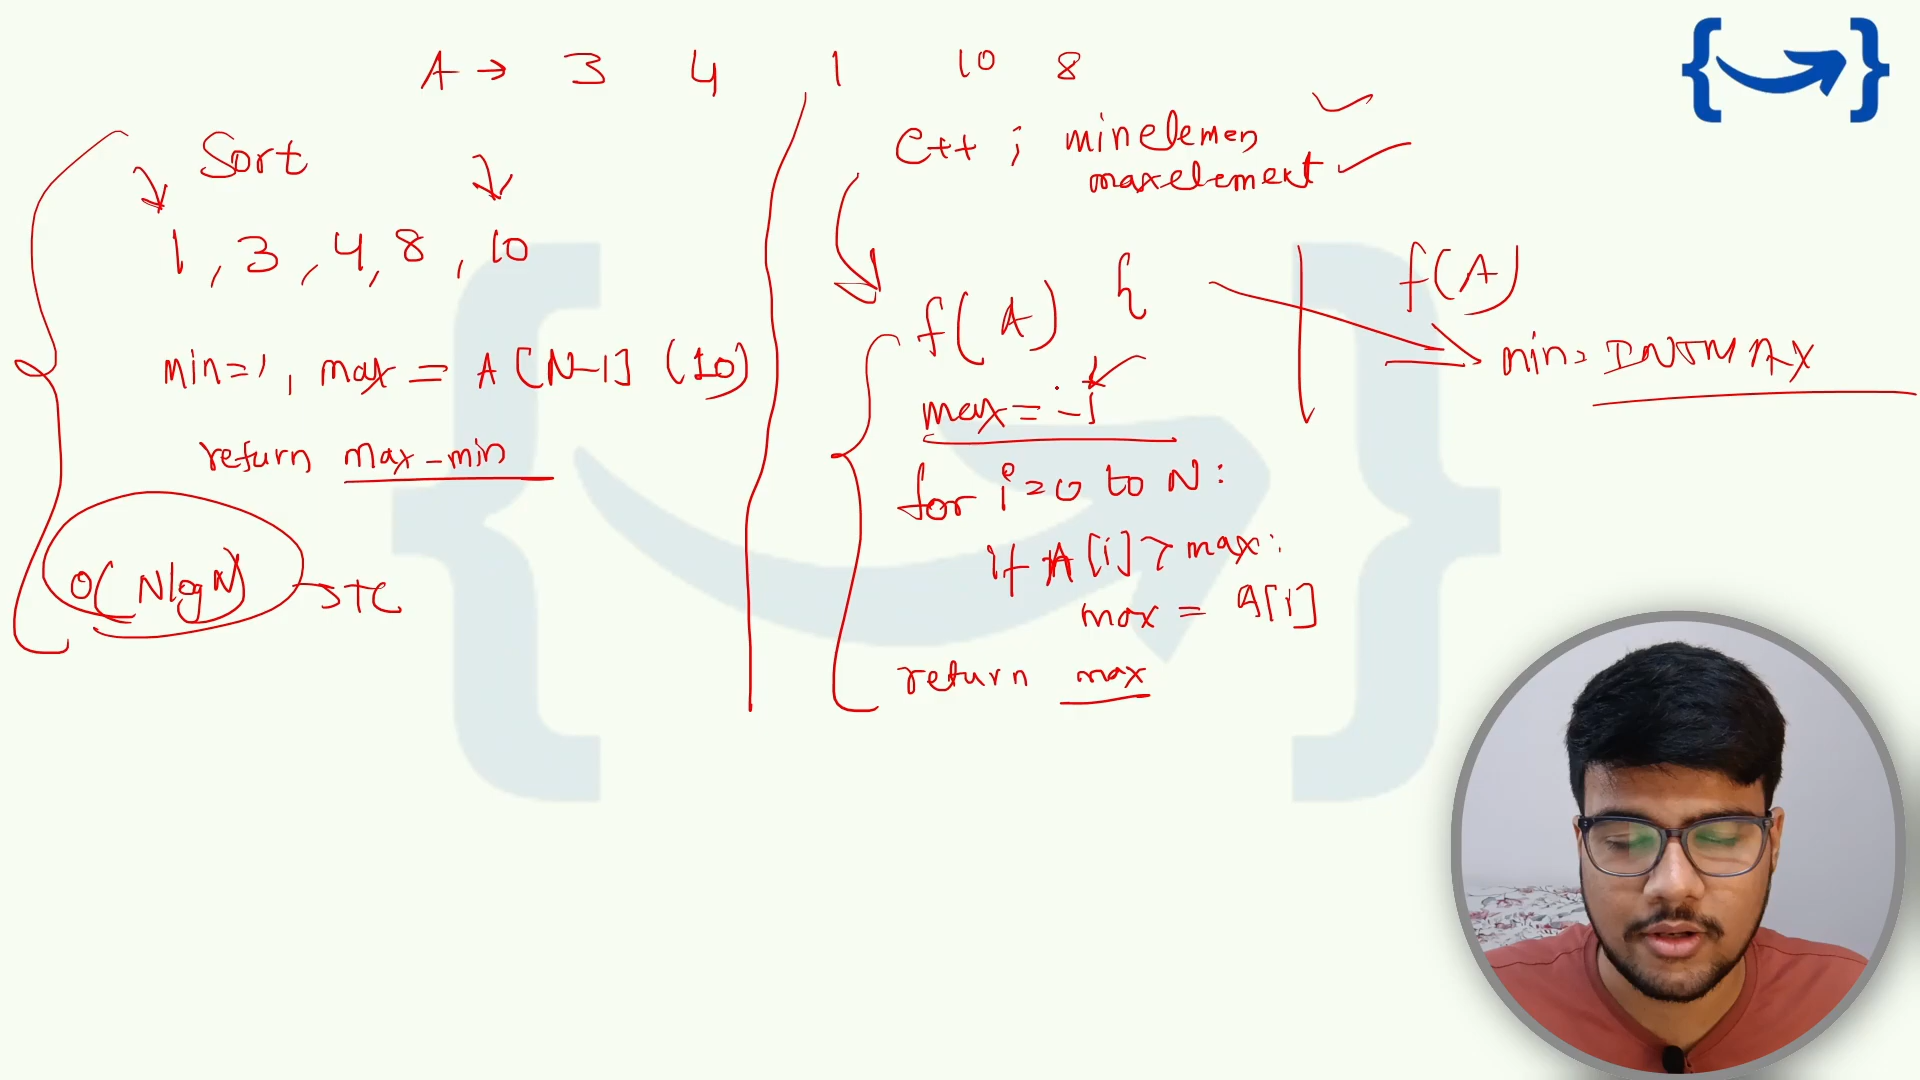 A → 3 4 1 10 8
Sort
1, 3, 4, 8, 10
min=1, max = A[N-1] (10)
return max-min
O(NlogN) → TC
C++ ; minelemen
maxelement
f(A) {
max = -1
for i=0 to N:
if A[i] > max:
max = A[i]
return max
f(A)
min= INTMAX